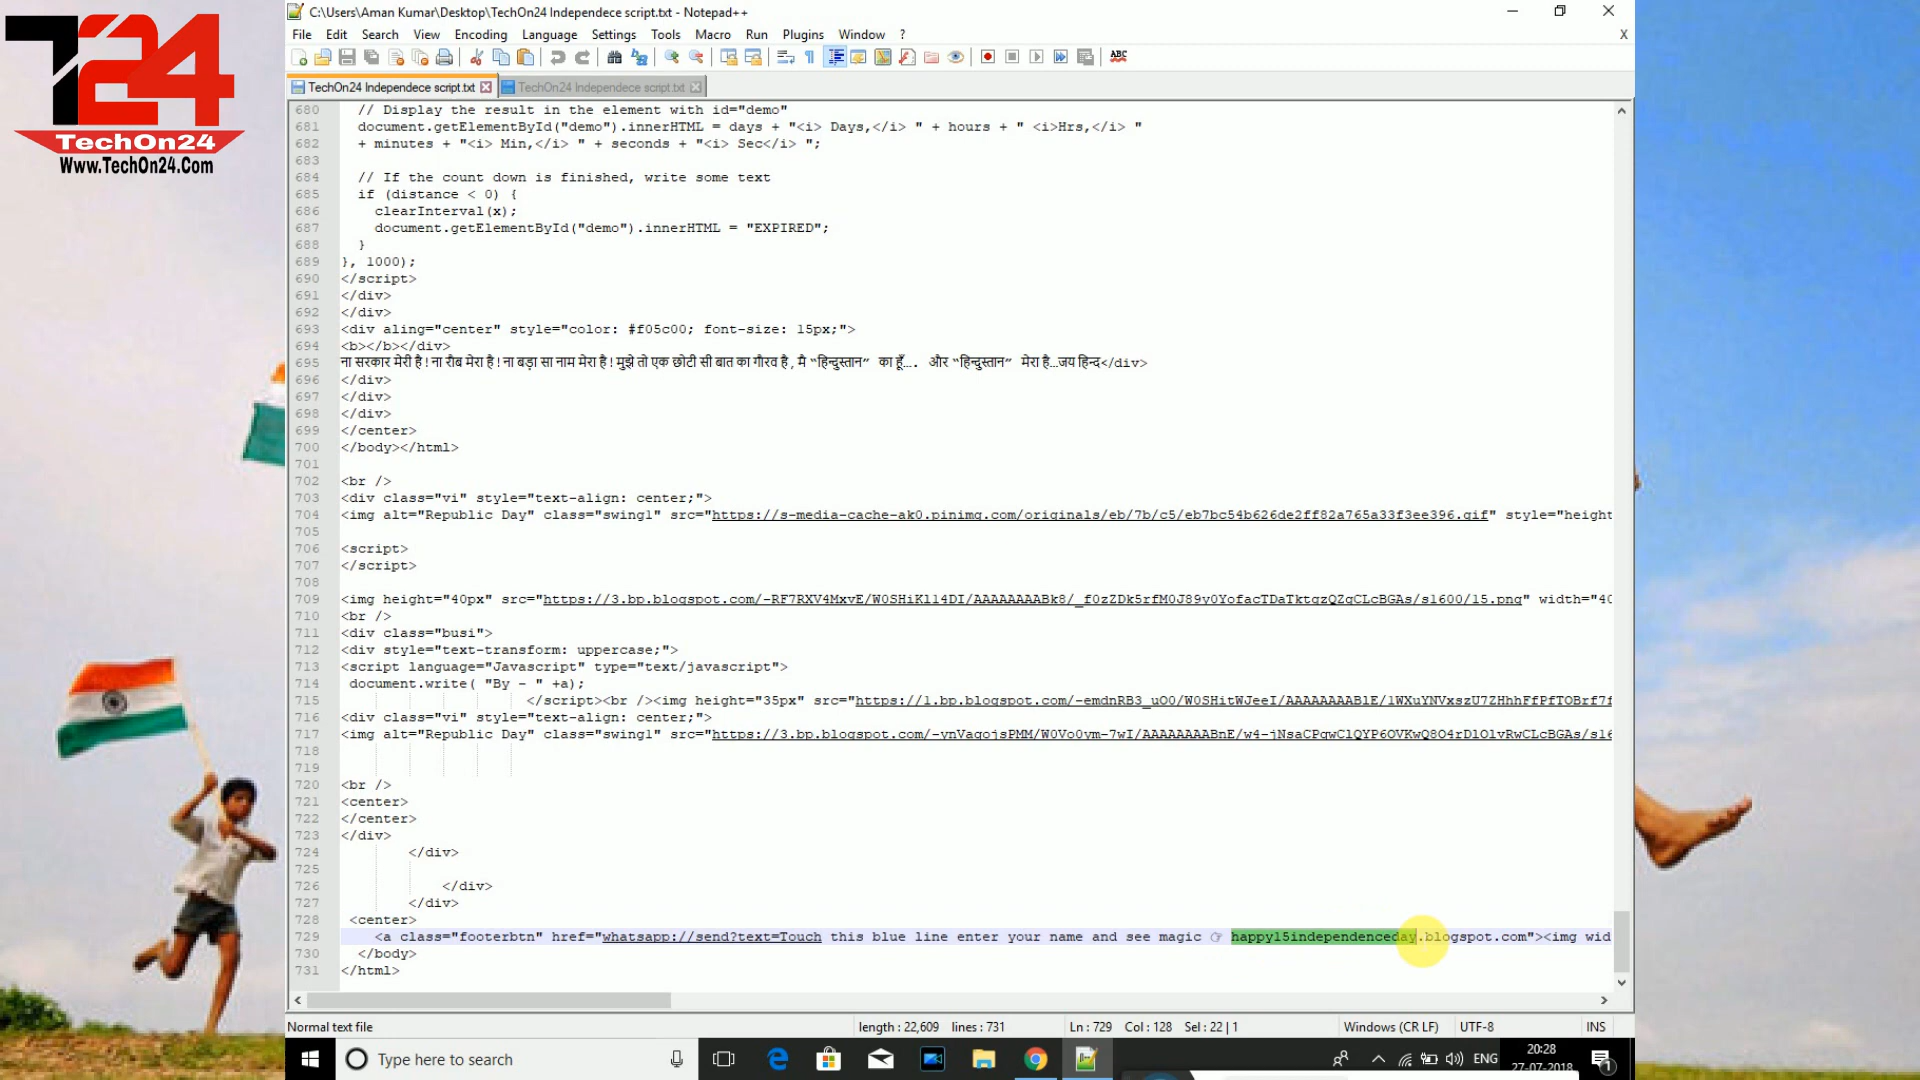 T24
TechOn24
Www.TechOn24.Com
C:\Users\Aman Kumar\Desktop\TechOn24 Independece script.txt - Notepad++
File Edit Search View Encoding Language Settings Tools Macro Run Plugins Window ? X
TechOn24 Independece script.txt TechOn24 Independece script.txt
680 // Display the result in the element with id="demo"
681 document.getElementById("demo").innerHTML = days + "<i> Days,</i> " + hours + " <i>Hrs,</i> "
682 + minutes + "<i> Min,</i> " + seconds + "<i> Sec</i> ";
683
684 // If the count down is finished, write some text
685 if (distance < 0) {
686 clearInterval(x);
687 document.getElementById("demo").innerHTML = "EXPIRED";
688 }
689 }, 1000);
690 </script>
691 </div>
692 </div>
693 <div aling="center" style="color: #f05c00; font-size: 15px;">
694 <b></b></div>
695 ना सरकार मेरी है ! ना रौब मेरा है ! ना बड़ा सा नाम मेरा है ! मुझे तो एक छोटी सी बात का गौरव है , मै “हिन्दुस्तान” का हूँ…. और “हिन्दुस्तान” मेरा है…जय हिन्द</div>
696 </div>
697 </div>
698 </div>
699 </center>
700 </body></html>
701
702 <br />
703 <div class="vi" style="text-align: center;">
704 <img alt="Republic Day" class="swing1" src="https://s-media-cache-ak0.pinimg.com/originals/eb/7b/c5/eb7bc54b626de2ff82a765a33f3ee396.gif" style="height
705
706 <script>
707 </script>
708
709 <img height="40px" src="https://3.bp.blogspot.com/-RF7RXV4MxvE/W0SHiKl14DI/AAAAAAAABk8/_f0zZDk5rfM0J89y0YofacTDaTktgzQZgCLcBGAs/s1600/15.png" width="40
710 <br />
711 <div class="busi">
712 <div style="text-transform: uppercase;">
713 <script language="Javascript" type="text/javascript">
714 document.write( "By - " +a);
715 </script><br /><img height="35px" src="https://1.bp.blogspot.com/-emdnRB3_uO0/W0SHitWJeeI/AAAAAAAABlE/1WXuYNVxszU7ZHhhFfPfTOBrf7f
716 <div class="vi" style="text-align: center;">
717 <img alt="Republic Day" class="swing1" src="https://3.bp.blogspot.com/-ynVagojsPMM/W0Vo0vm-7wI/AAAAAAAABnE/w4-jNsaCPqwClQYP6OVKwQ8O4rDlOlvRwCLcBGAs/s16
718
719
720 <br />
721 <center>
722 </center>
723 </div>
724 </div>
725
726 </div>
727 </div>
728 <center>
729 <a class="footerbtn" href="whatsapp://send?text=Touch this blue line enter your name and see magic 👉 happy15independenceday.blogspot.com"><img wid
730 </body>
731 </html>
Normal text file length : 22,609 lines : 731 Ln : 729 Col : 128 Sel : 22 | 1 Windows (CR LF) UTF-8 INS
Type here to search ENG 20:28
27-07-2018
1